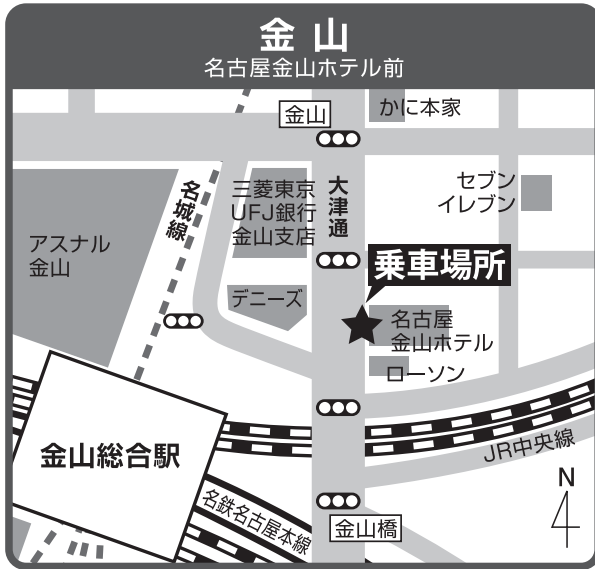 金山
名古屋金山ホテル前
金山
かに本家
名城線
三菱東京
UFJ銀行
金山支店
大津通
セブン
イレブン
アスナル
金山
乗車場所
デニーズ
名古屋
金山ホテル
ローソン
金山総合駅
JR中央線
名鉄名古屋本線
金山橋
N